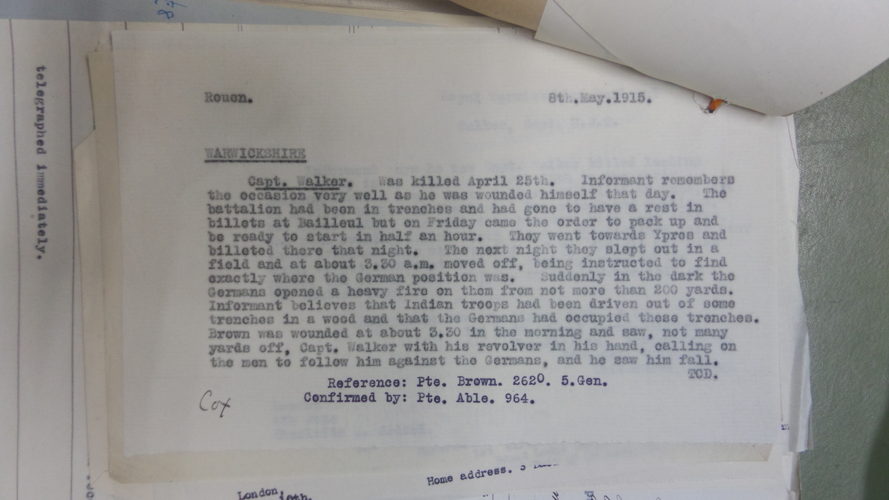 87
telegrapned immediately.
Rouen. 8th.May.1915.
WARWICKSHIRE
Capt. Walker. Was killed April 25th. Informant remembers
the occasion very well as he was wounded himself that day. The
battalion had been in trenches and had gone to have a rest in
billets at Bailleul but on Friday came the order to pack up and
be ready to start in half an hour. They went towards Ypres and
billeted there that night. The next night they slept out in a
field and at about 3.30 a.m. moved off, being instructed to find
exactly where the German position was. Suddenly in the dark the
Germans opened a heavy fire on them from not more than 200 yards.
Informant believes that Indian troops had been driven out of some
trenches in a wood and that the Germans had occupied these trenches.
Brown was wounded at about 3.30 in the morning and saw, not many
yards off, Capt. Walker with his revolver in his hand, calling on
the men to follow him against the Germans, and he saw him fall.
TCD.
Reference: Pte. Brown. 2620. 5.Gen.
Confirmed by: Pte. Able. 964.
Cox
Home address. 3
London,